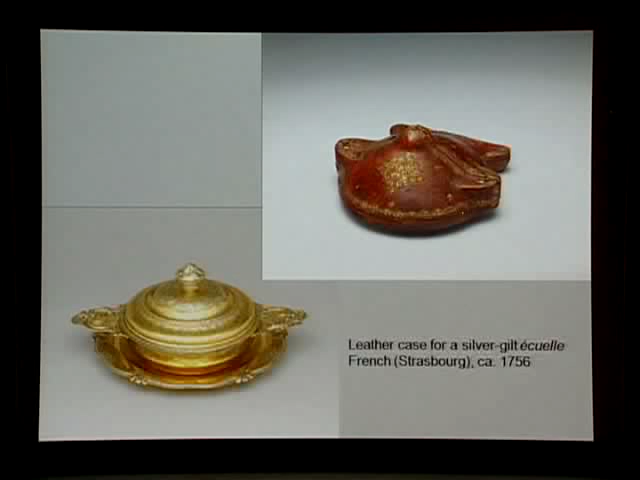 Leather case for a silver-gilt écuelle
French (Strasbourg), ca. 1756